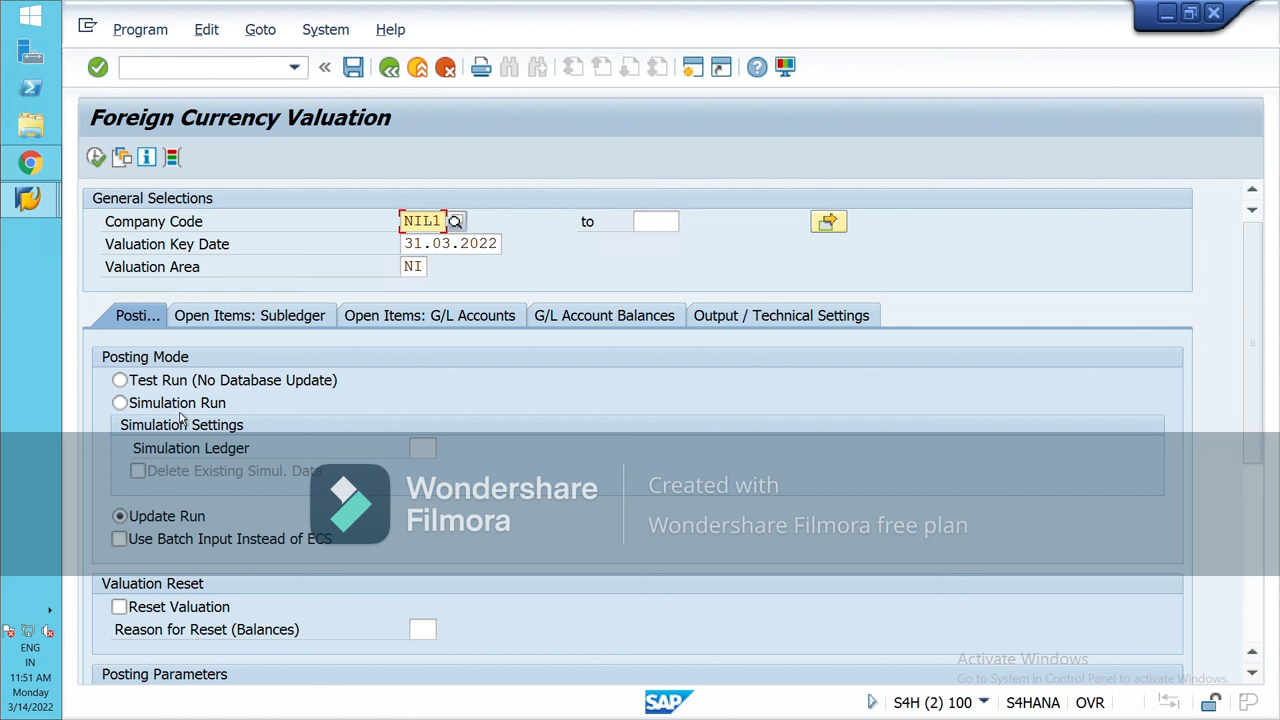 Program Edit Goto System Help
Foreign Currency Valuation
General Selections
Company Code NIL1 to
Valuation Key Date 31.03.2022
Valuation Area NI
Posti... Open Items: Subledger Open Items: G/L Accounts G/L Account Balances Output / Technical Settings
Posting Mode
Test Run (No Database Update)
Simulation Run
Simulation Settings
Simulation Ledger
Delete Existing Simul. Data
Wondershare Filmora
Created with
Wondershare Filmora free plan
Update Run
Use Batch Input Instead of ECS
Valuation Reset
Reset Valuation
Reason for Reset (Balances)
Posting Parameters
Activate Windows
Go to System in Control Panel to activate Windows.
SAP S4H (2) 100 S4HANA OVR
ENG
IN
11:51 AM
Monday
3/14/2022